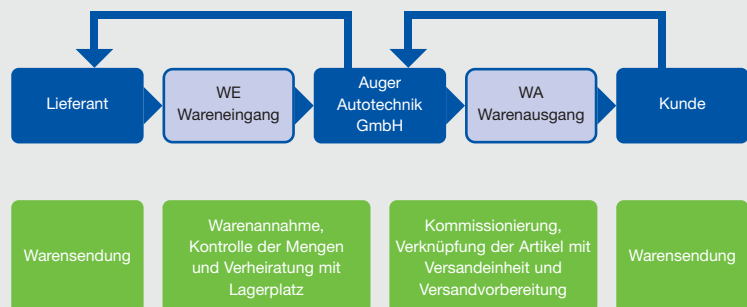 Lieferant
WE
Wareneingang
Auger
Autotechnik
GmbH
WA
Warenausgang
Kunde
Warensendung
Warenannahme,
Kontrolle der Mengen
und Verheiratung mit
Lagerplatz
Kommissionierung,
Verknüpfung der Artikel mit
Versandeinheit und
Versandvorbereitung
Warensendung